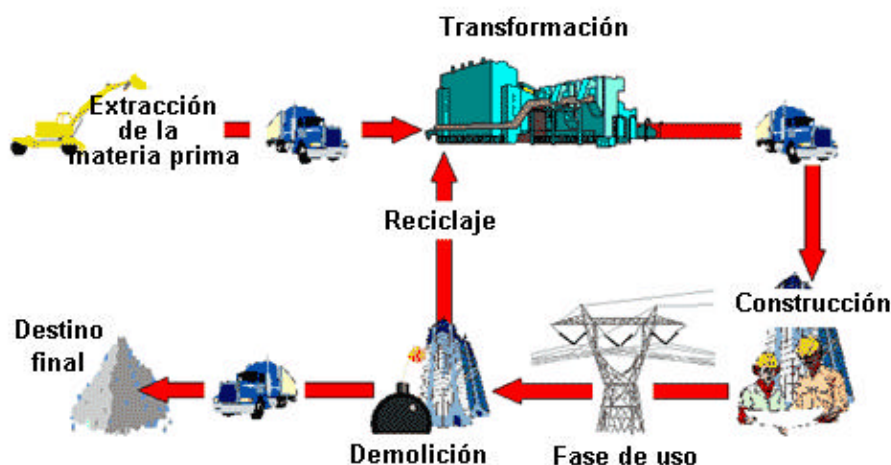 Transformación
Extracción
de la
materia prima
Reciclaje
Construcción
Destino
final
Demolición
Fase de uso